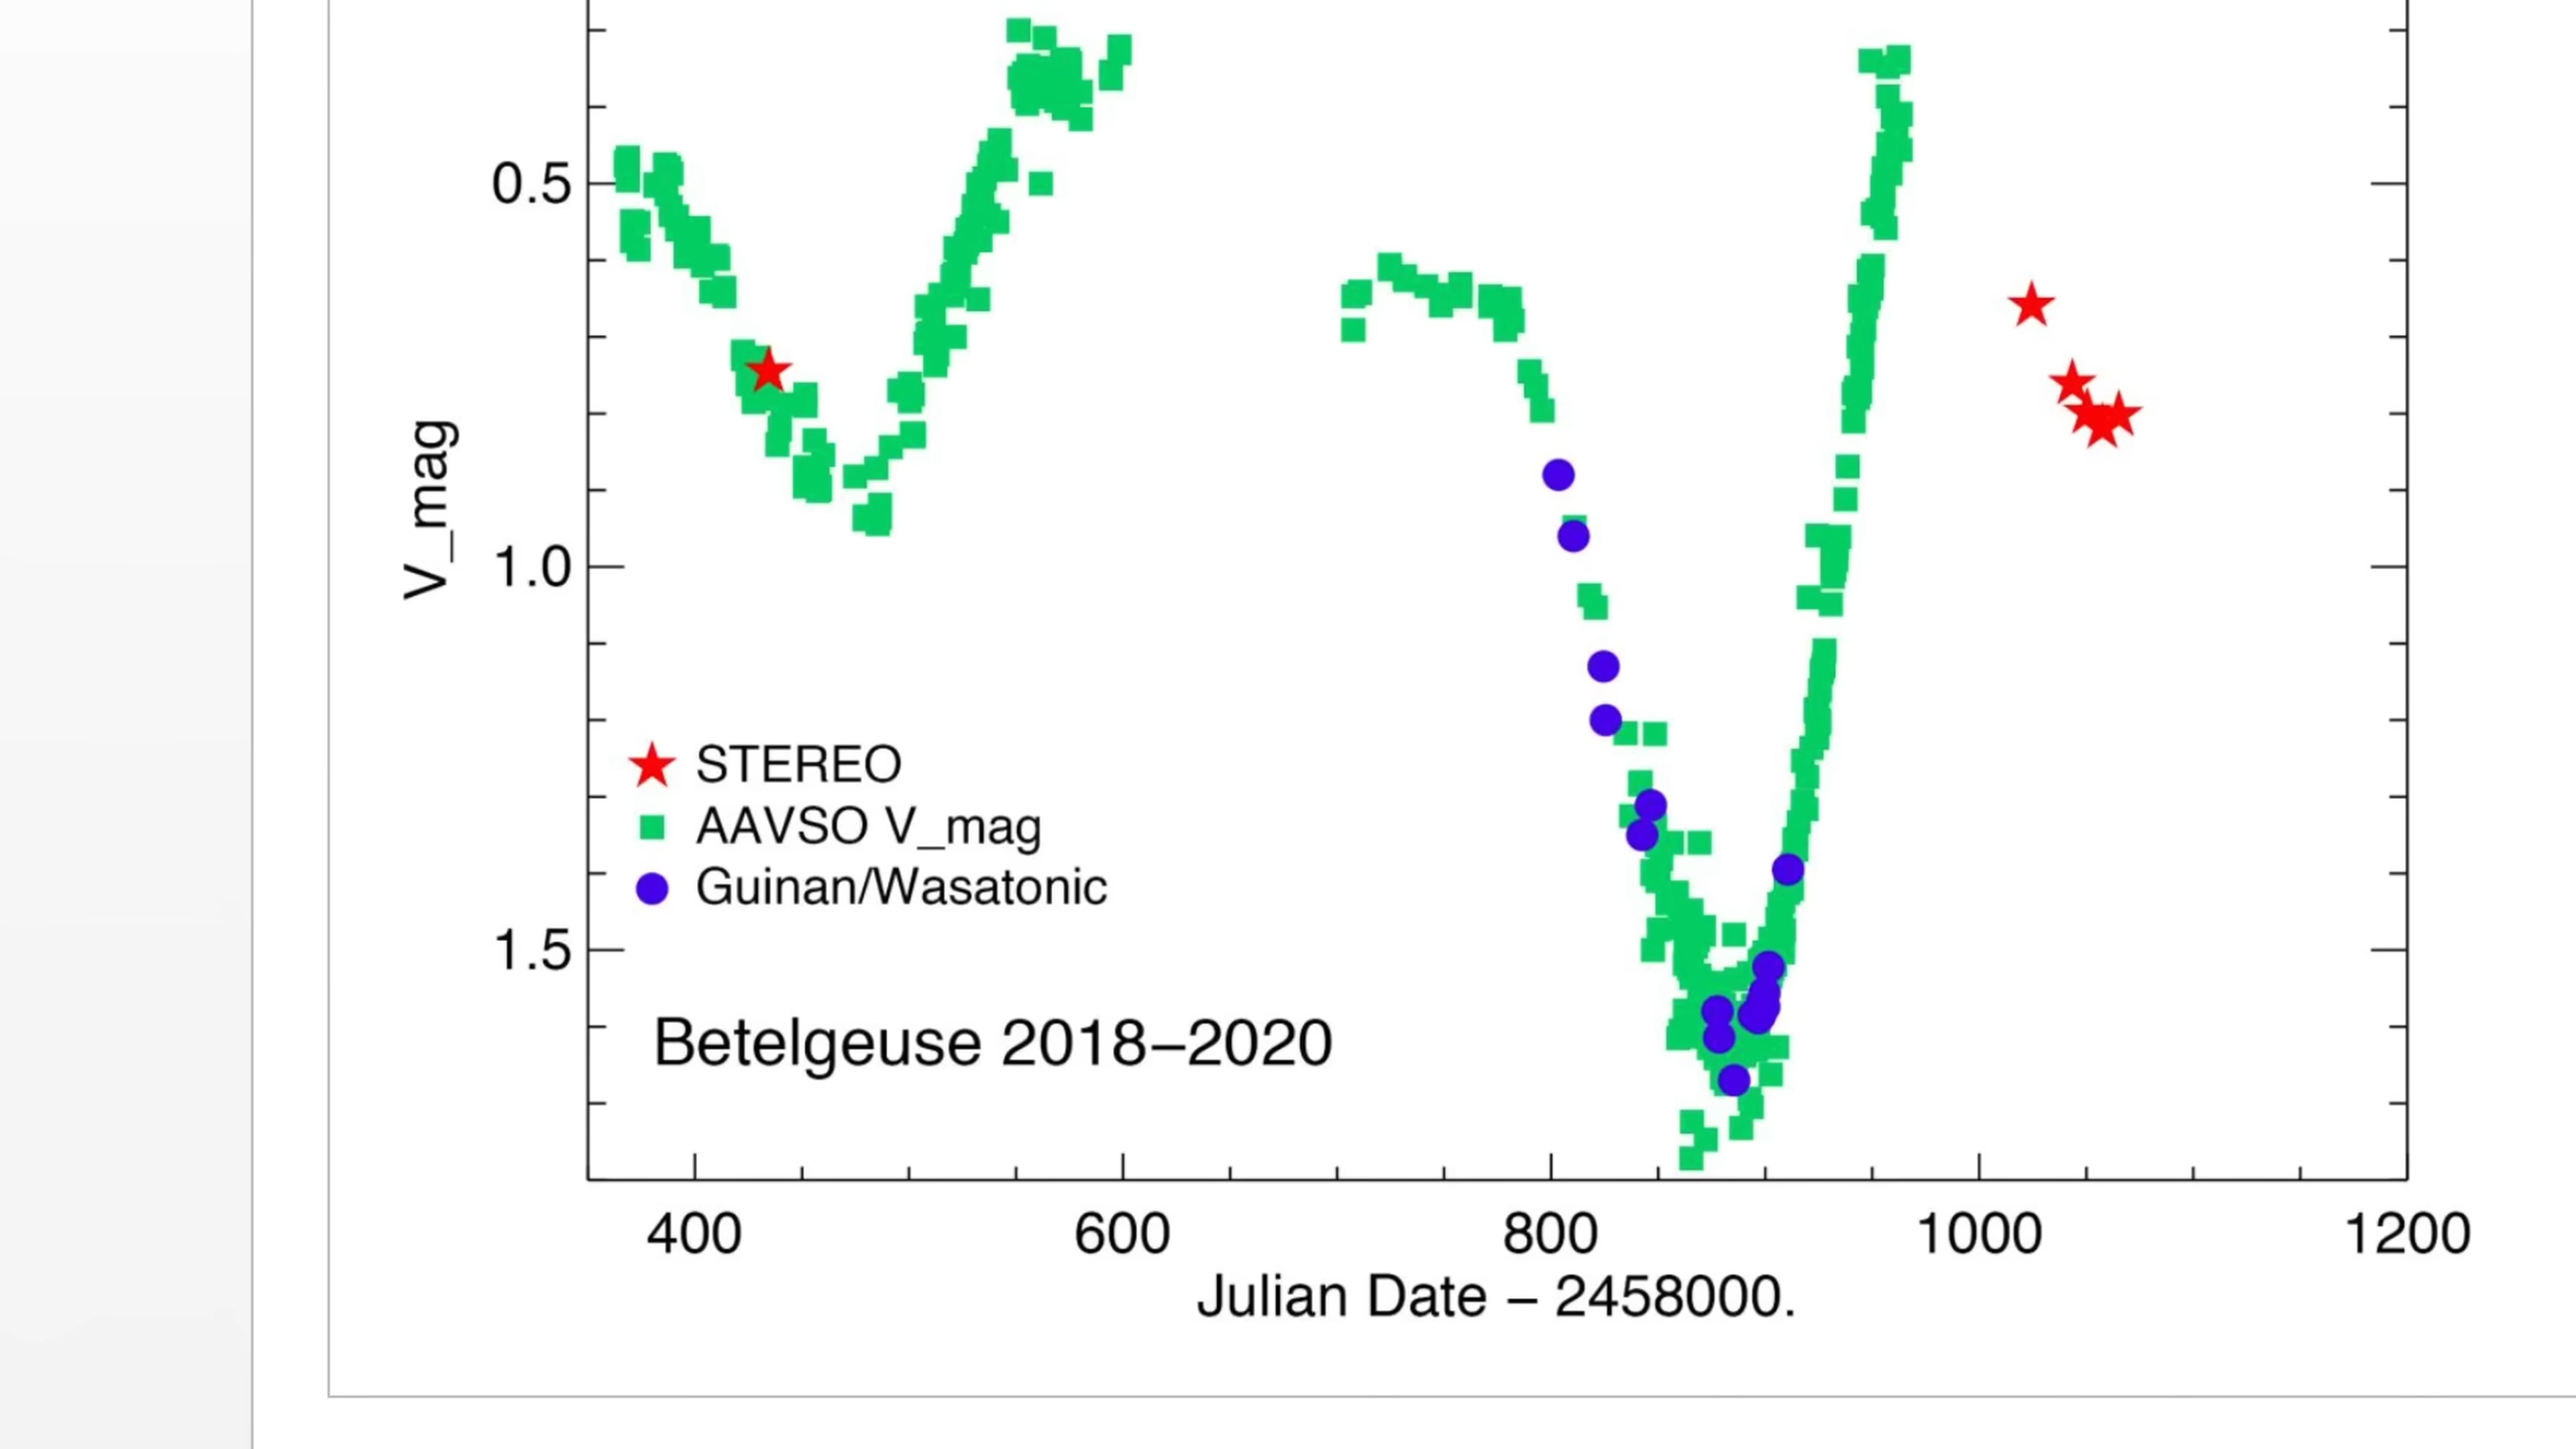 0.5
1.0
1.5
V_mag
STEREO
AAVSO V_mag
Guinan/Wasatonic
Betelgeuse 2018–2020
400 600 800 1000 1200
Julian Date – 2458000.